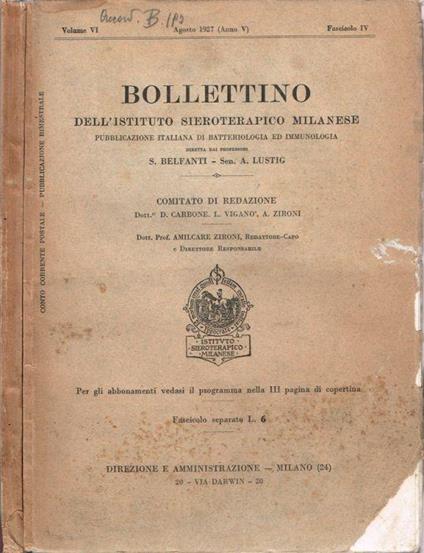 Volume VI
Agosto 1927 (Anno V)
Fascicolo IV
BOLLETTINO
DELL'ISTITUTO SIEROTERAPICO MILANESE
PUBBLICAZIONE ITALIANA DI BATTERIOLOGIA ED IMMUNOLOGIA
DIRETTA DAI PROFESSORI
S. BELFANTI - Sen. A. LUSTIG
COMITATO DI REDAZIONE
Dott.ri D. CARBONE, L. VIGANO', A. ZIRONI
Dott. Prof. AMILCARE ZIRONI, Redattore-Capo
e Direttore Responsabile
ISTITVTO
SIEROTERAPICO
MILANESE
Per gli abbonamenti vedasi il programma nella III pagina di copertina
Fascicolo separato L. 6
DIREZIONE E AMMINISTRAZIONE — MILANO (24)
20 - VIA DARWIN - 20
CONTO CORRENTE POSTALE — PUBBLICAZIONE BIMESTRALE